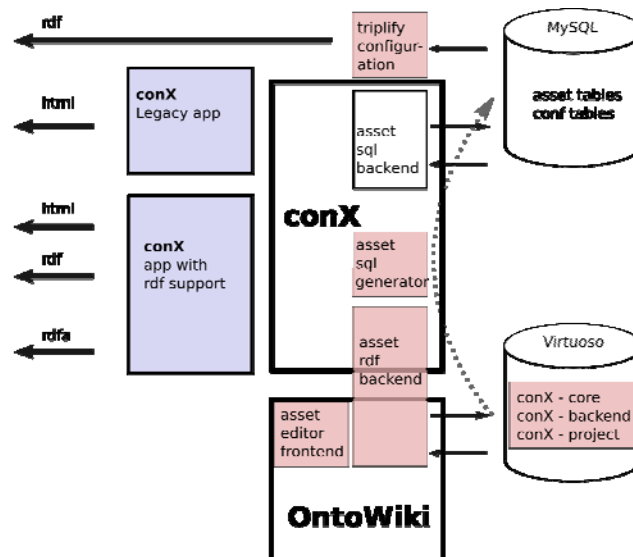 rdf
triplify
configur-
ation
MySQL
asset tables
conf tables
html
conX
Legacy app
asset
sql
backend
conX
html
conX
app with
rdf support
rdf
asset
sql
generator
rdfa
asset
rdf
backend
Virtuoso
conX - core
conX - backend
conX - project
asset
editor
frontend
OntoWiki